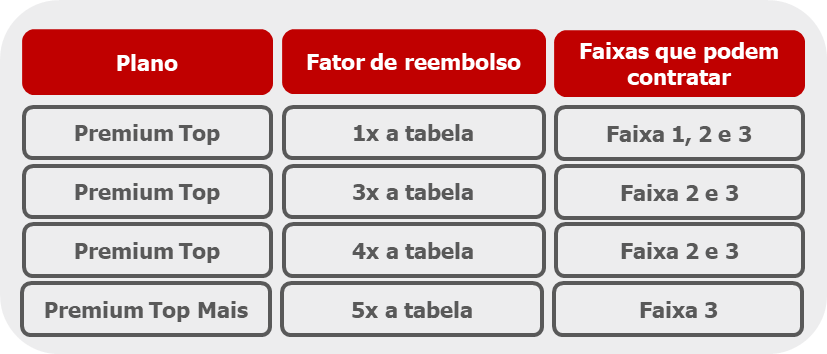 Plano Fator de reembolso Faixas que podem
contratar
Premium Top 1x a tabela Faixa 1, 2 e 3
Premium Top 3x a tabela Faixa 2 e 3
Premium Top 4x a tabela Faixa 2 e 3
Premium Top Mais 5x a tabela Faixa 3